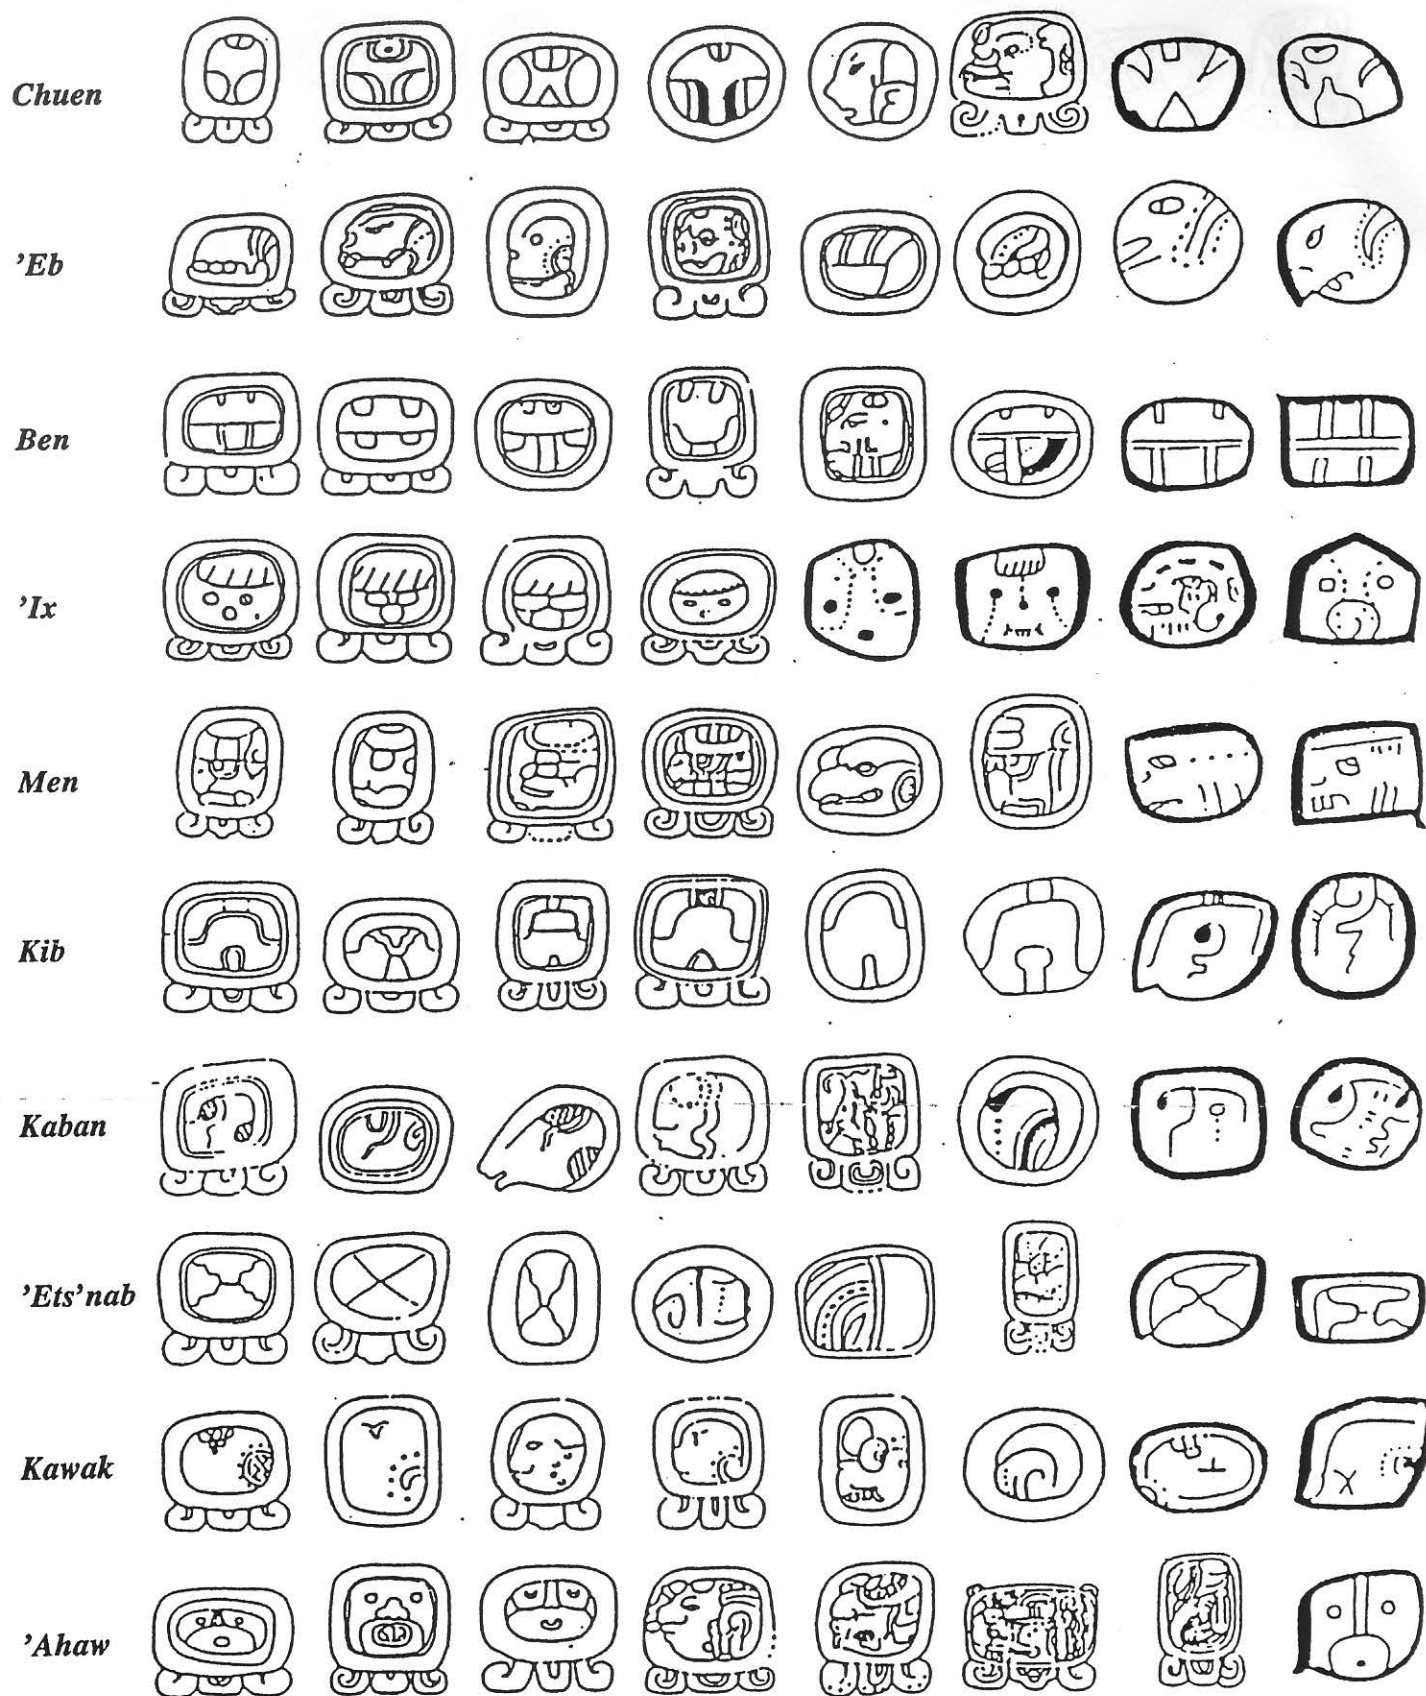 Chuen
’Eb
Ben
’Ix
Men
Kib
Kaban
’Ets’nab
Kawak
’Ahaw